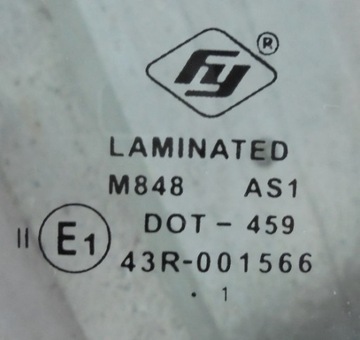 FY ®
LAMINATED
M848 AS1
DOT - 459
II E1 43R-001566
. 1